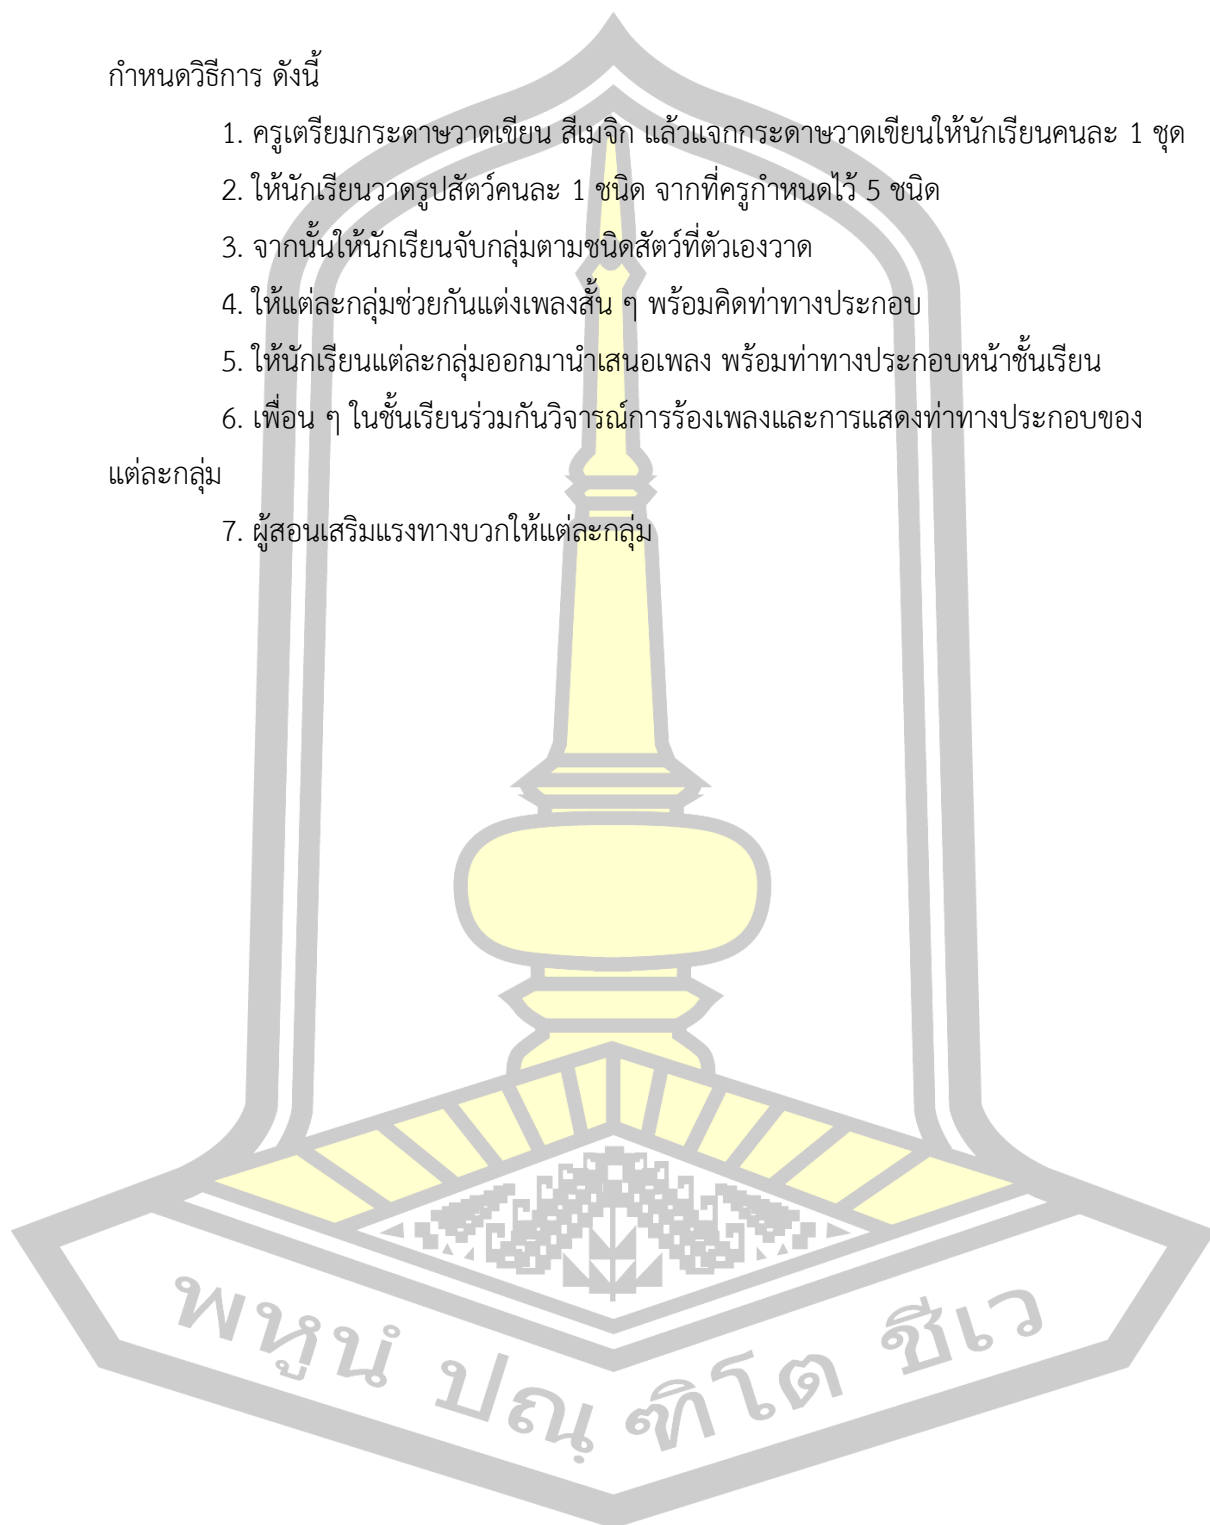 กำหนดวิธีการ ดังนี้
1. ครูเตรียมกระดาษวาดเขียน สีเมจิก แล้วแจกกระดาษวาดเขียนให้นักเรียนคนละ 1 ชุด
2. ให้นักเรียนวาดรูปสัตว์คนละ 1 ชนิด จากที่ครูกำหนดไว้ 5 ชนิด
3. จากนั้นให้นักเรียนจับกลุ่มตามชนิดสัตว์ที่ตัวเองวาด
4. ให้แต่ละกลุ่มช่วยกันแต่งเพลงสั้น ๆ พร้อมคิดท่าทางประกอบ
5. ให้นักเรียนแต่ละกลุ่มออกมานำเสนอเพลง พร้อมท่าทางประกอบหน้าชั้นเรียน
6. เพื่อน ๆ ในชั้นเรียนร่วมกันวิจารณ์การร้องเพลงและการแสดงท่าทางประกอบของ
แต่ละกลุ่ม
7. ผู้สอนเสริมแรงทางบวกให้แต่ละกลุ่ม
พหูนํ ปณฺ ฑิโต ชีเว